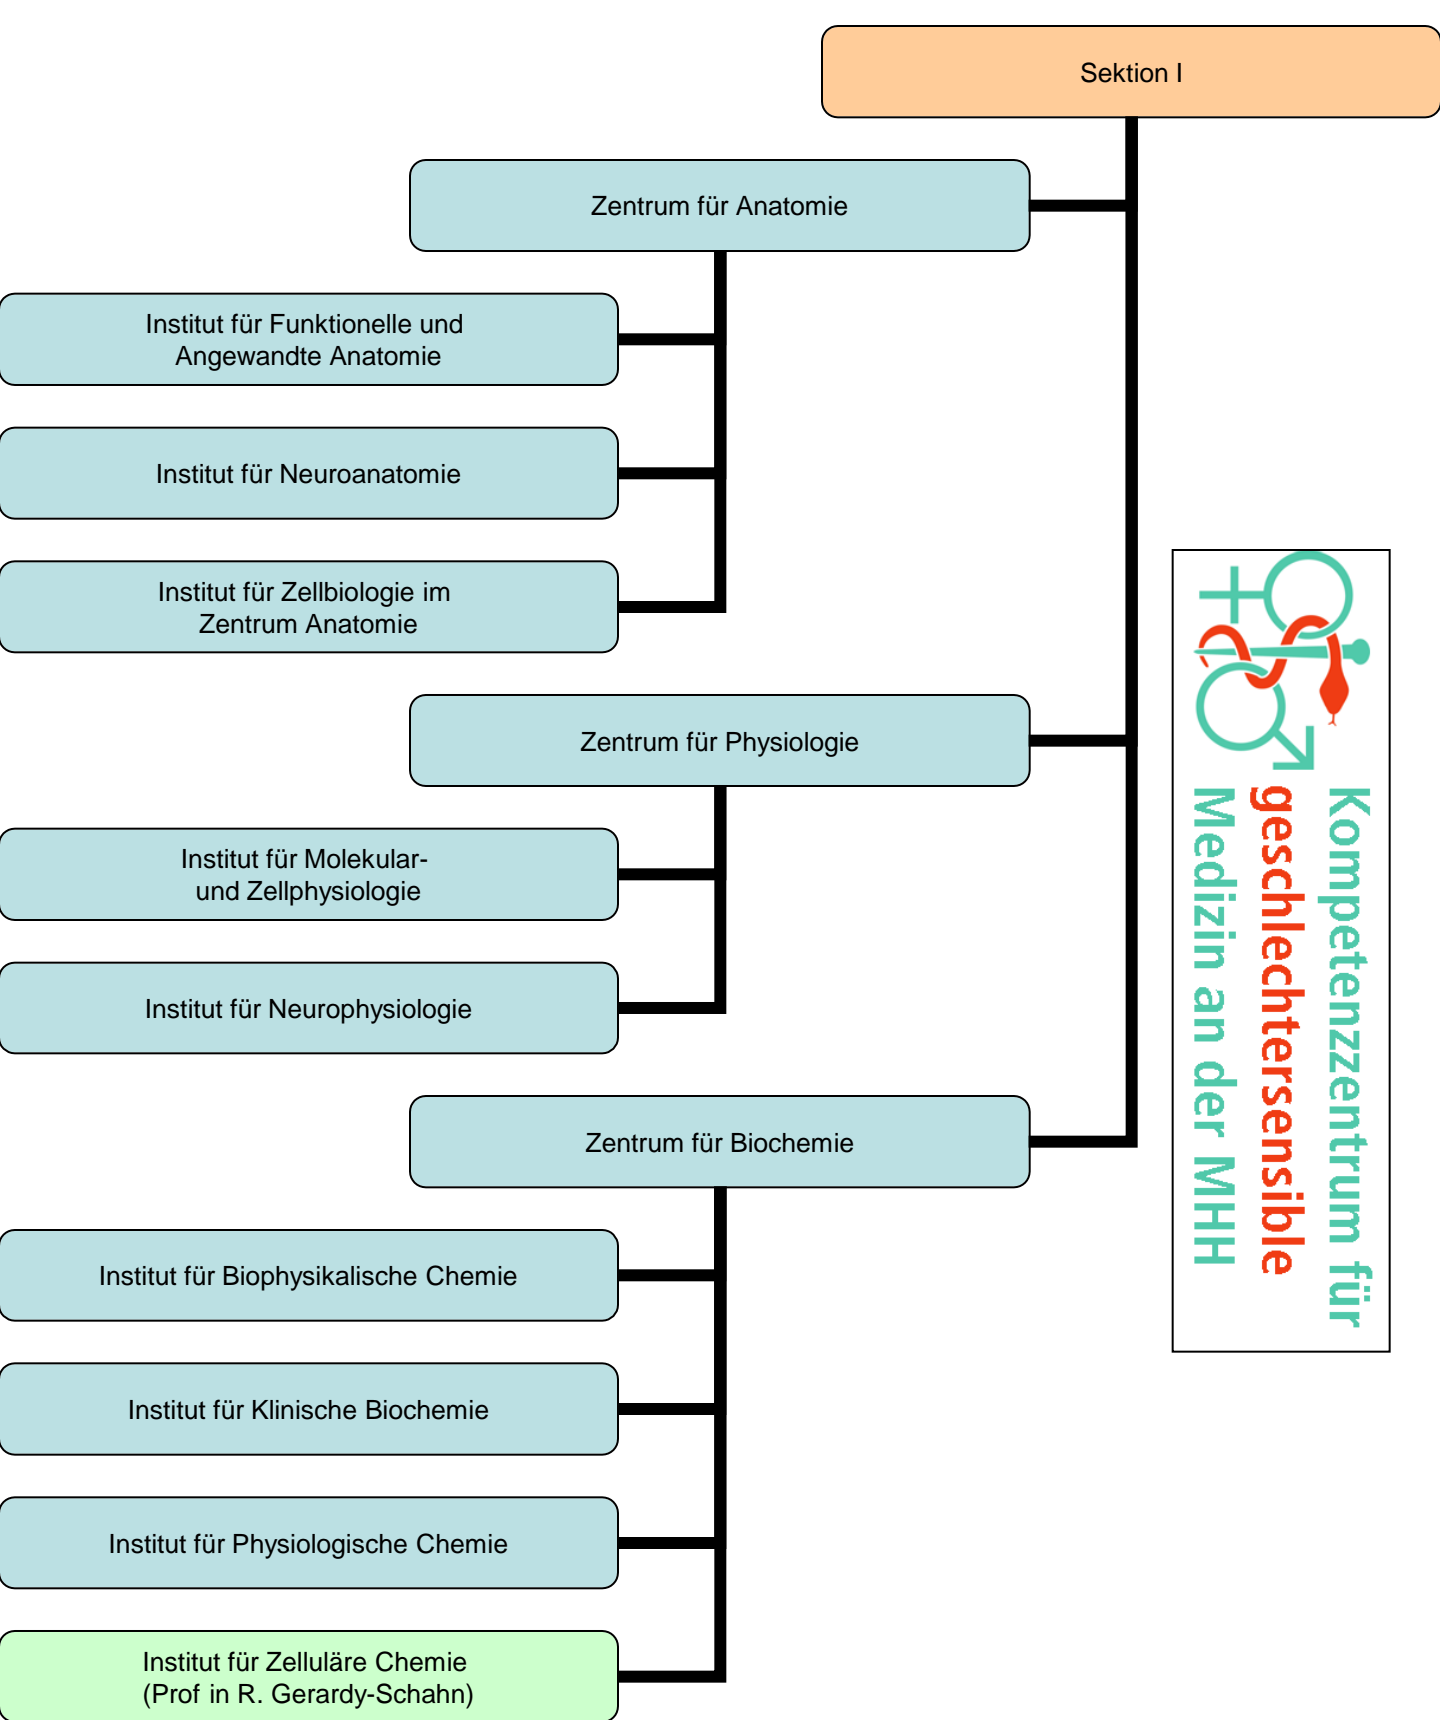 Sektion I
Zentrum für Anatomie
Institut für Funktionelle und
Angewandte Anatomie
Institut für Neuroanatomie
Institut für Zellbiologie im
Zentrum Anatomie
Zentrum für Physiologie
Institut für Molekular-
und Zellphysiologie
Institut für Neurophysiologie
Zentrum für Biochemie
Institut für Biophysikalische Chemie
Institut für Klinische Biochemie
Institut für Physiologische Chemie
Institut für Zelluläre Chemie
(Prof in R. Gerardy-Schahn)
Kompetenzzentrum für
geschlechtersensible
Medizin an der MHH